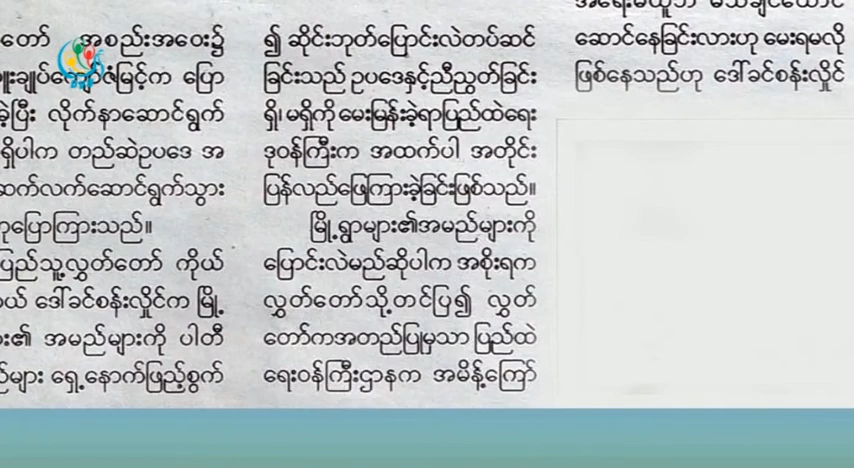 တော် အစည်းအဝေး၌
ချုပ်ကျော်ဇံမြင့်က ပြော
ခဲ့ပြီး လိုက်နာဆောင်ရွက်
ရှိပါက တည်ဆဲဥပဒေ အ
ဆက်လက်ဆောင်ရွက်သွား
ဟုပြောကြားသည်။
ပြည်သူ့လွှတ်တော် ကိုယ်
ဒေါ်ခင်စန်းလှိုင်က မြို့
၏ အမည်များကို ပါတီ
များ ရှေ့နောက်ဖြည့်စွက်
၍ ဆိုင်းဘုတ်ပြောင်းလဲတပ်ဆင်
ခြင်းသည် ဥပဒေနှင့်ညီညွတ်ခြင်း
ရှိ၊ မရှိကို မေးမြန်းခဲ့ရာပြည်ထဲရေး
ဒုဝန်ကြီးက အထက်ပါ အတိုင်း
ပြန်လည်ဖြေကြားခဲ့ခြင်းဖြစ်သည်။
မြို့ရွာများ၏အမည်များကို
ပြောင်းလဲမည်ဆိုပါက အစိုးရက
လွှတ်တော်သို့တင်ပြ၍ လွှတ်
တော်ကအတည်ပြုမှသာ ပြည်ထဲ
ရေးဝန်ကြီးဌာနက အမိန့်ကြော်
ဆောင်နေခြင်းလားဟု မေးရမလို
ဖြစ်နေသည်ဟု ဒေါ်ခင်စန်းလှိုင်